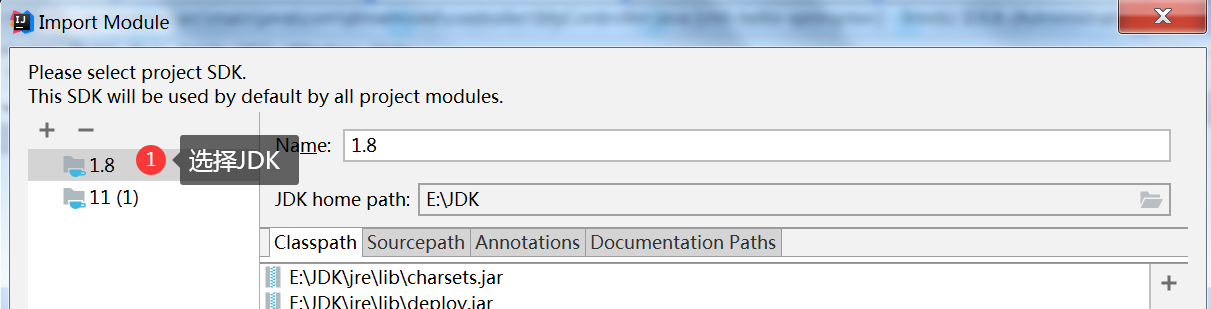 Import Module
Please select project SDK.
This SDK will be used by default by all project modules.
1.8
1
选择JDK
11 (1)
Name:
1.8
JDK home path:
E:\JDK
Classpath
Sourcepath
Annotations
Documentation Paths
E:\JDK\jre\lib\charsets.jar
E:\JDK\jre\lib\deploy.jar